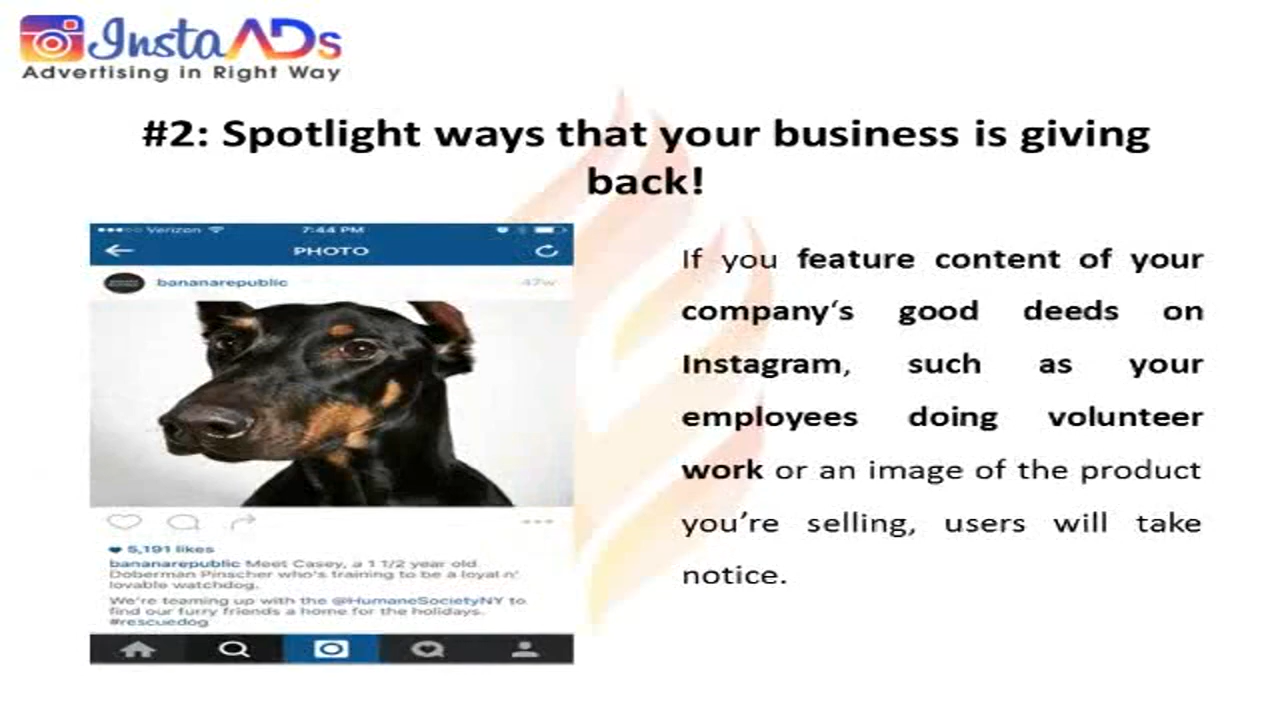 InstaADs
Advertising in Right Way
#2: Spotlight ways that your business is giving
back!
Verizon 7:44 PM
PHOTO
bananarepublic 47w
5,191 likes
bananarepublic Meet Casey, a 1 1/2 year old
Doberman Pinscher who's training to be a loyal n'
lovable watchdog.
We're teaming up with the @HumaneSocietyNY to
find our furry friends a home for the holidays.
#rescuedog
If you feature content of your
company‘s good deeds on
Instagram, such as your
employees doing volunteer
work or an image of the product
you’re selling, users will take
notice.